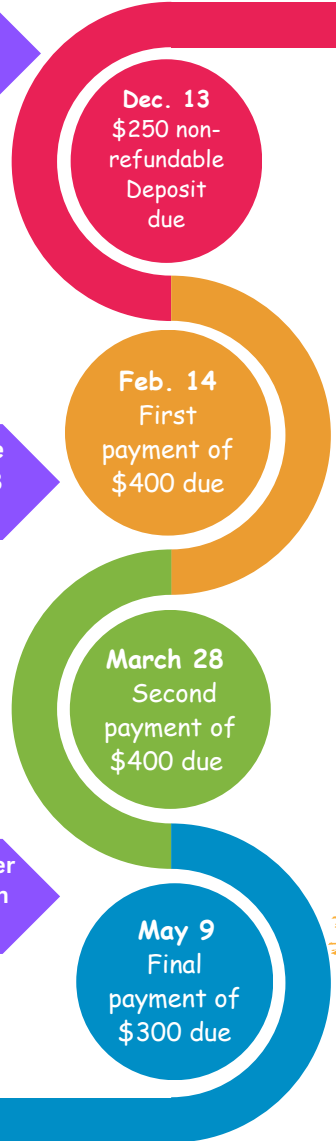 Dec. 13
$250 non-
refundable
Deposit
due
Feb. 14
First
payment of
$400 due
March 28
Second
payment of
$400 due
May 9
Final
payment of
$300 due